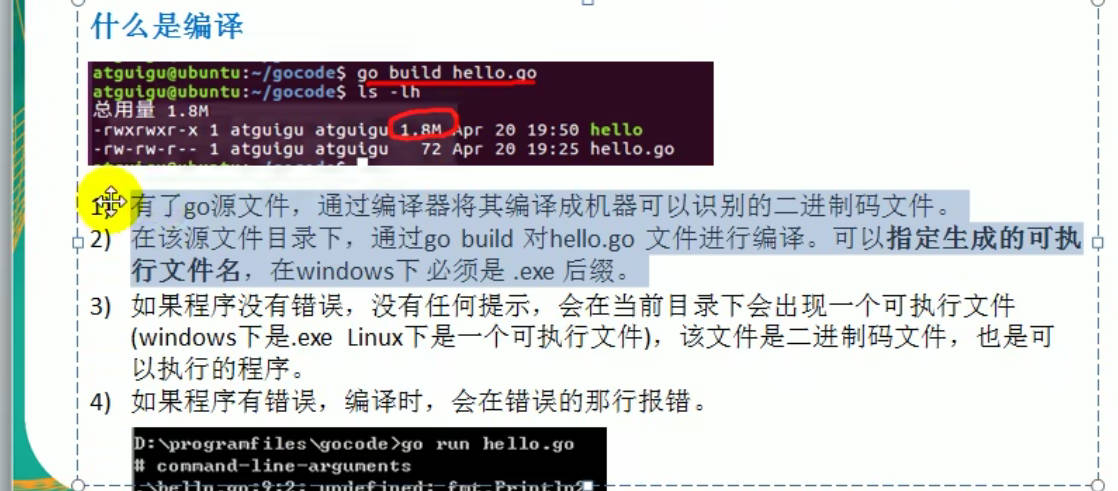 什么是编译
atguigu@ubuntu:~/gocode$ go build hello.go
atguigu@ubuntu:~/gocode$ ls -lh
总用量 1.8M
-rwxrwxr-x 1 atguigu atguigu 1.8M Apr 20 19:50 hello
-rw-rw-r-- 1 atguigu atguigu 72 Apr 20 19:25 hello.go
1) 有了go源文件，通过编译器将其编译成机器可以识别的二进制码文件。
2) 在该源文件目录下，通过go build 对hello.go 文件进行编译。可以指定生成的可执
行文件名，在windows下 必须是 .exe 后缀。
3) 如果程序没有错误，没有任何提示，会在当前目录下会出现一个可执行文件
(windows下是.exe Linux下是一个可执行文件)，该文件是二进制码文件，也是可
以执行的程序。
4) 如果程序有错误，编译时，会在错误的那行报错。
D:\programfiles\gocode>go run hello.go
# command-line-arguments
.\hello.go:9:2: undefined: fmt.Println2